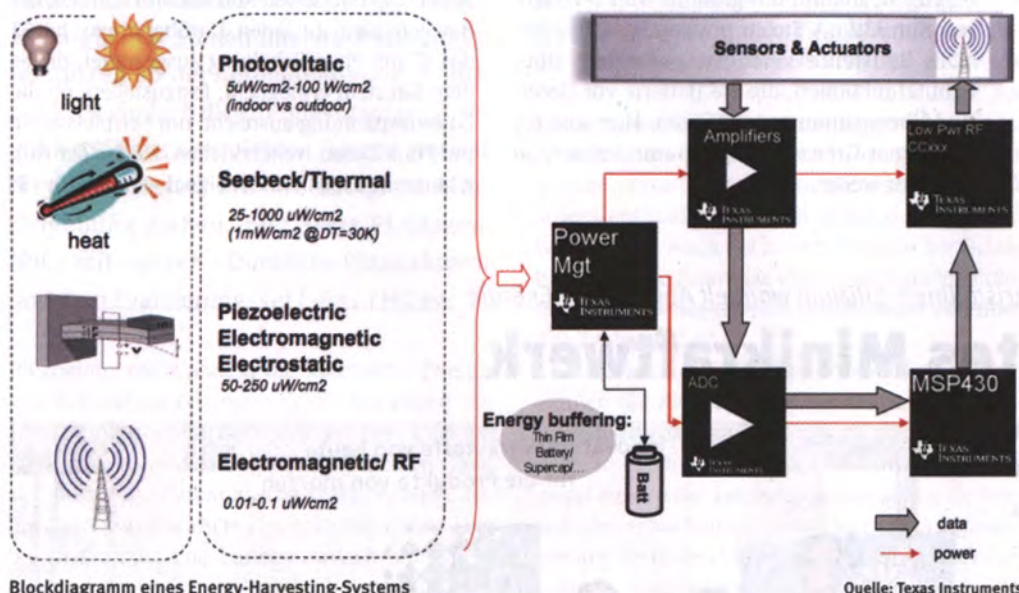 light
heat
Photovoltaic
5uW/cm2-100 W/cm2
(indoor vs outdoor)
Seebeck/Thermal
25-1000 uW/cm2
(1mW/cm2 @DT=30K)
Piezoelectric
Electromagnetic
Electrostatic
50-250 uW/cm2
Electromagnetic/ RF
0.01-0.1 uW/cm2
Sensors & Actuators
Amplifiers
TEXAS
INSTRUMENTS
Low Pwr RF
CCxxx
TEXAS
INSTRUMENTS
Power
Mgt
TEXAS
INSTRUMENTS
ADC
TEXAS
INSTRUMENTS
MSP430
TEXAS
INSTRUMENTS
Energy buffering:
Thin Film
Battery/
Supercap/...
Batt
data
power
Blockdiagramm eines Energy-Harvesting-Systems
Quelle: Texas Instruments